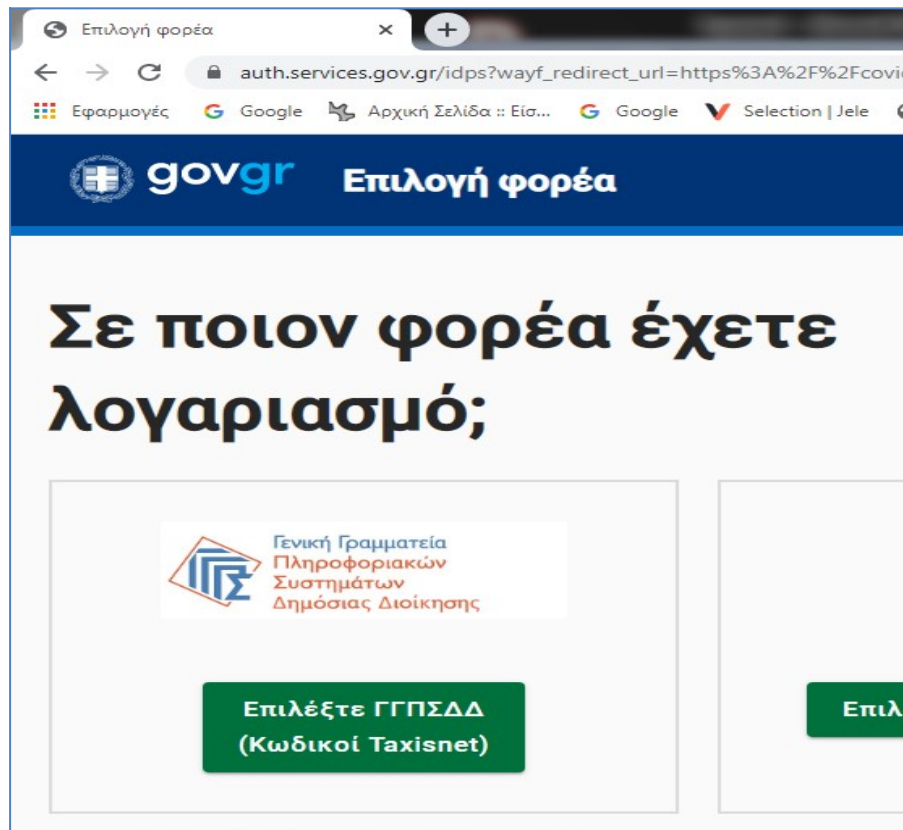 Επιλογή φορέα
auth.services.gov.gr/idps?wayf_redirect_url=https%3A%2F%2Fcovi
Εφαρμογές Google Αρχική Σελίδα :: Είσ... Google Selection | Jele
govgr Επιλογή φορέα
Σε ποιον φορέα έχετε
λογαριασμό;
Γενική Γραμματεία
Πληροφοριακών
Συστημάτων
Δημόσιας Διοίκησης
Επιλέξτε ΓΓΠΣΔΔ
(Κωδικοί Taxisnet)
Επιλ